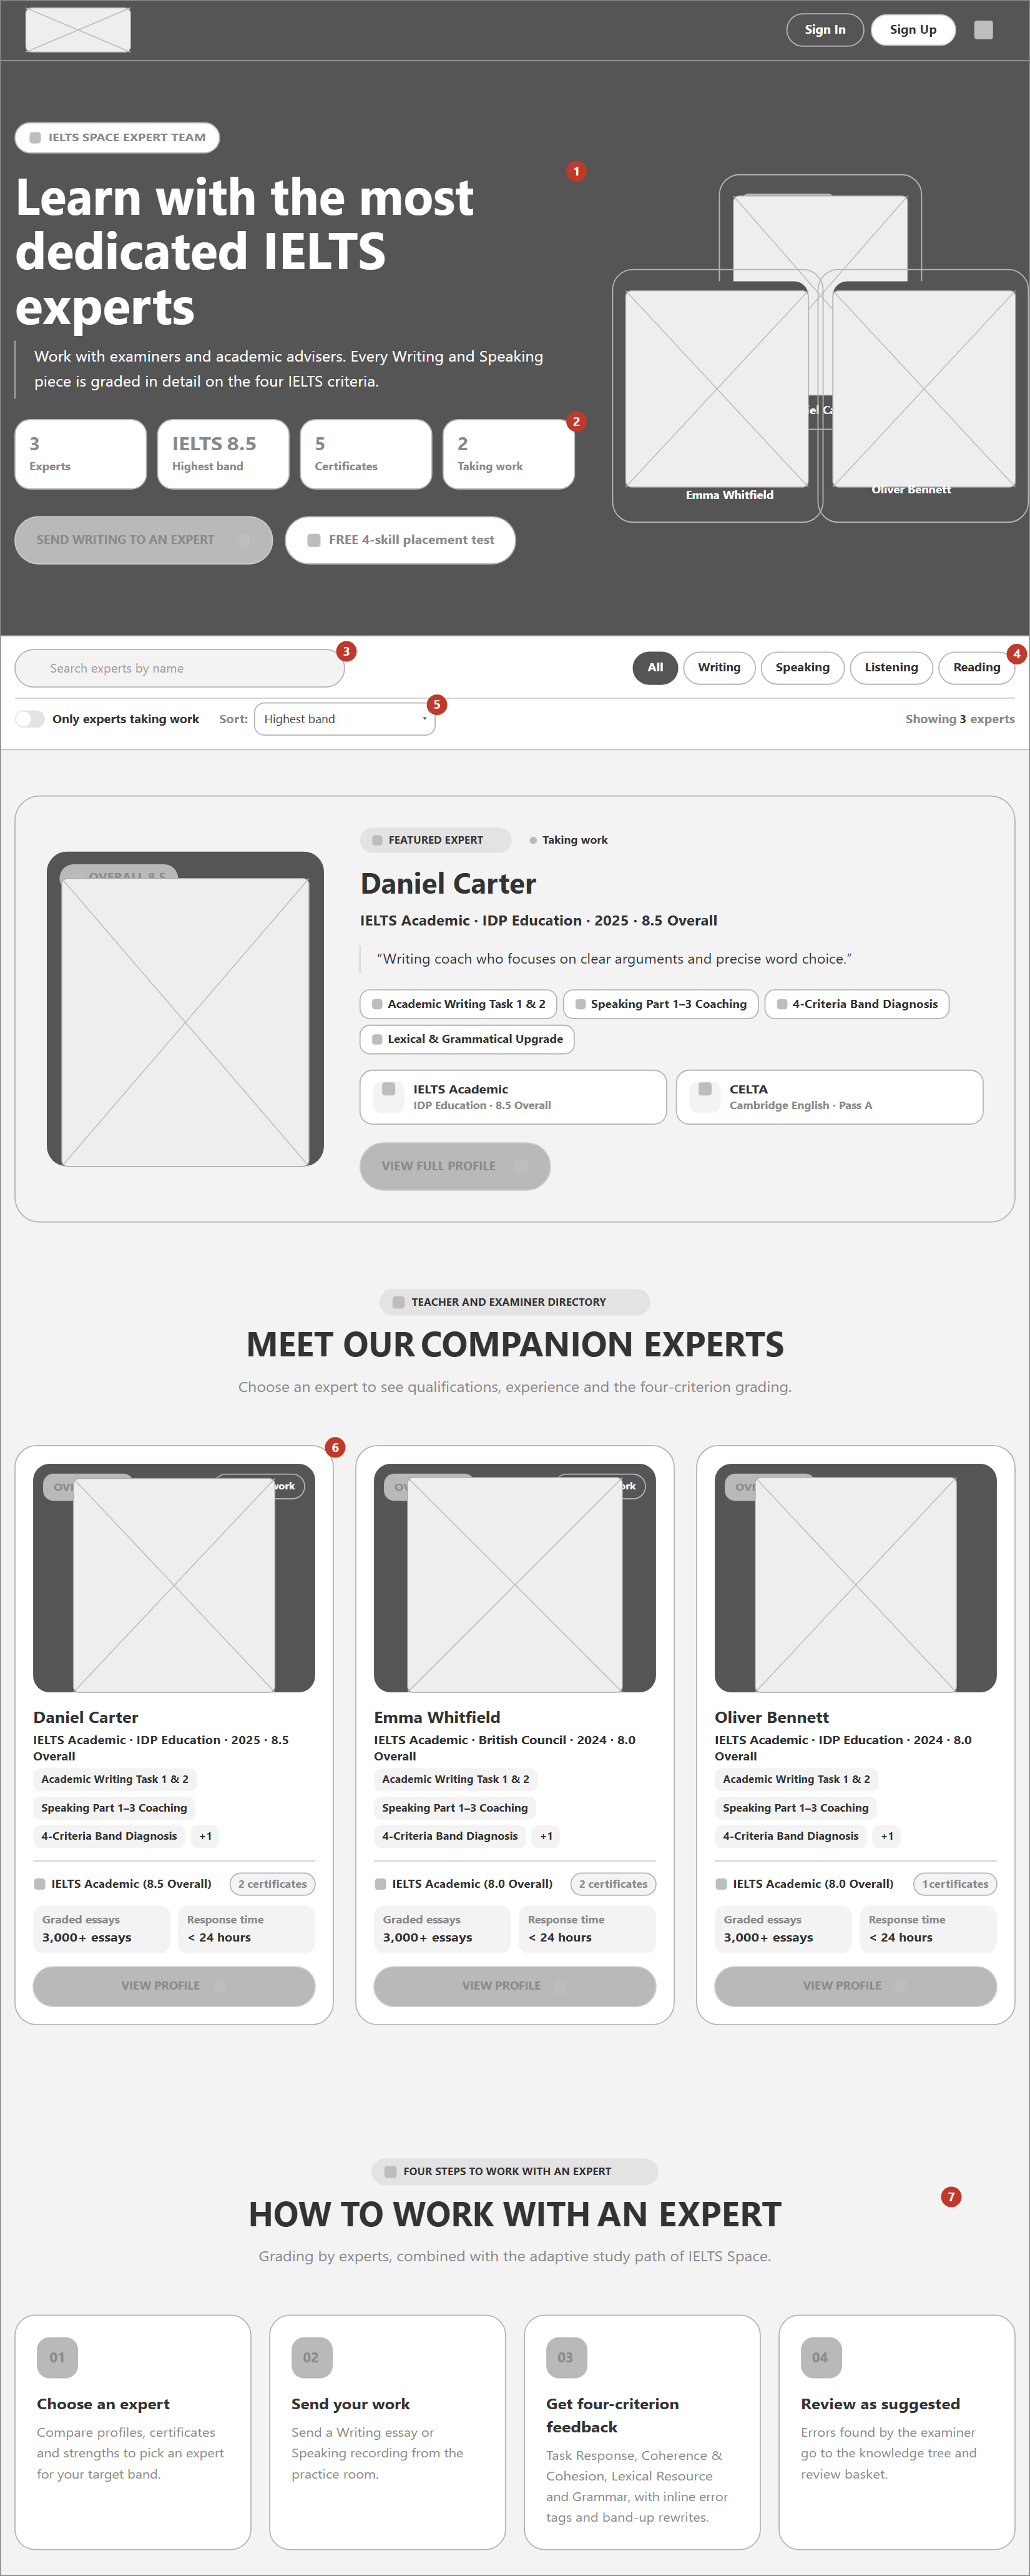 Sign In
Sign Up
IELTS SPACE EXPERT TEAM
1
Learn with the most
dedicated IELTS
experts
Work with examiners and academic advisers. Every Writing and Speaking
piece is graded in detail on the four IELTS criteria.
Emma Whitfield
Oliver Bennett
2
3
Experts
IELTS 8.5
Highest band
5
Certificates
2
Taking work
SEND WRITING TO AN EXPERT
FREE 4-skill placement test
Search experts by name
3
All
Writing
Speaking
Listening
Reading
4
Only experts taking work
Sort:
Highest band
5
Showing 3 experts
OVERALL 8.5
FEATURED EXPERT
Taking work
Daniel Carter
IELTS Academic · IDP Education · 2025 · 8.5 Overall
"Writing coach who focuses on clear arguments and precise word choice."
Academic Writing Task 1 & 2
Speaking Part 1–3 Coaching
4-Criteria Band Diagnosis
Lexical & Grammatical Upgrade
IELTS Academic
IDP Education · 8.5 Overall
CELTA
Cambridge English · Pass A
VIEW FULL PROFILE
TEACHER AND EXAMINER DIRECTORY
MEET OUR COMPANION EXPERTS
Choose an expert to see qualifications, experience and the four-criterion grading.
6
Daniel Carter
IELTS Academic · IDP Education · 2025 · 8.5
Overall
Academic Writing Task 1 & 2
Speaking Part 1–3 Coaching
4-Criteria Band Diagnosis
+1
IELTS Academic (8.5 Overall)
2 certificates
Graded essays
3,000+ essays
Response time
< 24 hours
VIEW PROFILE
Emma Whitfield
IELTS Academic · British Council · 2024 · 8.0
Overall
Academic Writing Task 1 & 2
Speaking Part 1–3 Coaching
4-Criteria Band Diagnosis
+1
IELTS Academic (8.0 Overall)
2 certificates
Graded essays
3,000+ essays
Response time
< 24 hours
VIEW PROFILE
Oliver Bennett
IELTS Academic · IDP Education · 2024 · 8.0
Overall
Academic Writing Task 1 & 2
Speaking Part 1–3 Coaching
4-Criteria Band Diagnosis
+1
IELTS Academic (8.0 Overall)
1 certificates
Graded essays
3,000+ essays
Response time
< 24 hours
VIEW PROFILE
FOUR STEPS TO WORK WITH AN EXPERT
7
HOW TO WORK WITH AN EXPERT
Grading by experts, combined with the adaptive study path of IELTS Space.
01
Choose an expert
Compare profiles, certificates
and strengths to pick an expert
for your target band.
02
Send your work
Send a Writing essay or
Speaking recording from the
practice room.
03
Get four-criterion
feedback
Task Response, Coherence &
Cohesion, Lexical Resource
and Grammar, with inline error
tags and band-up rewrites.
04
Review as suggested
Errors found by the examiner
go to the knowledge tree and
review basket.